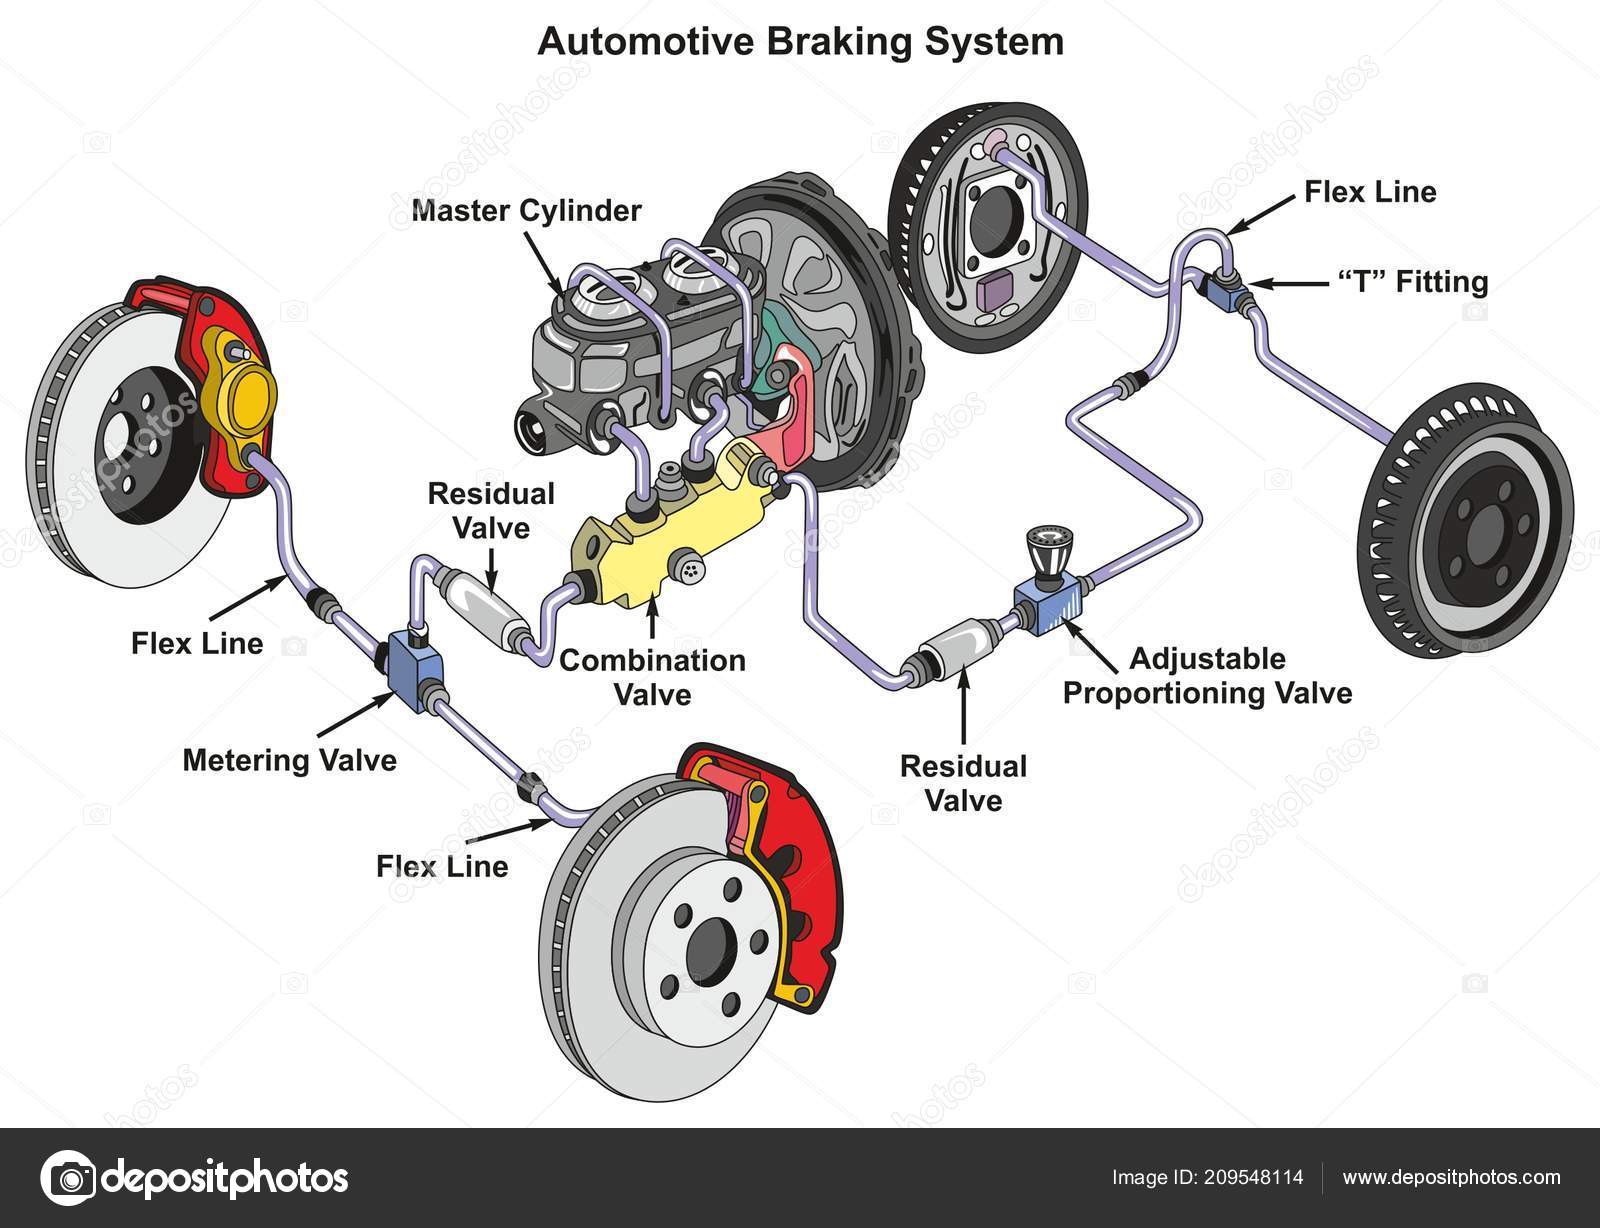 Automotive Braking System
Master Cylinder
Flex Line
“T” Fitting
Residual
Valve
Flex Line
Combination
Valve
Adjustable
Proportioning Valve
Metering Valve
Residual
Valve
Flex Line
depositphotos
Image ID: 209548114
www.depositphotos.com